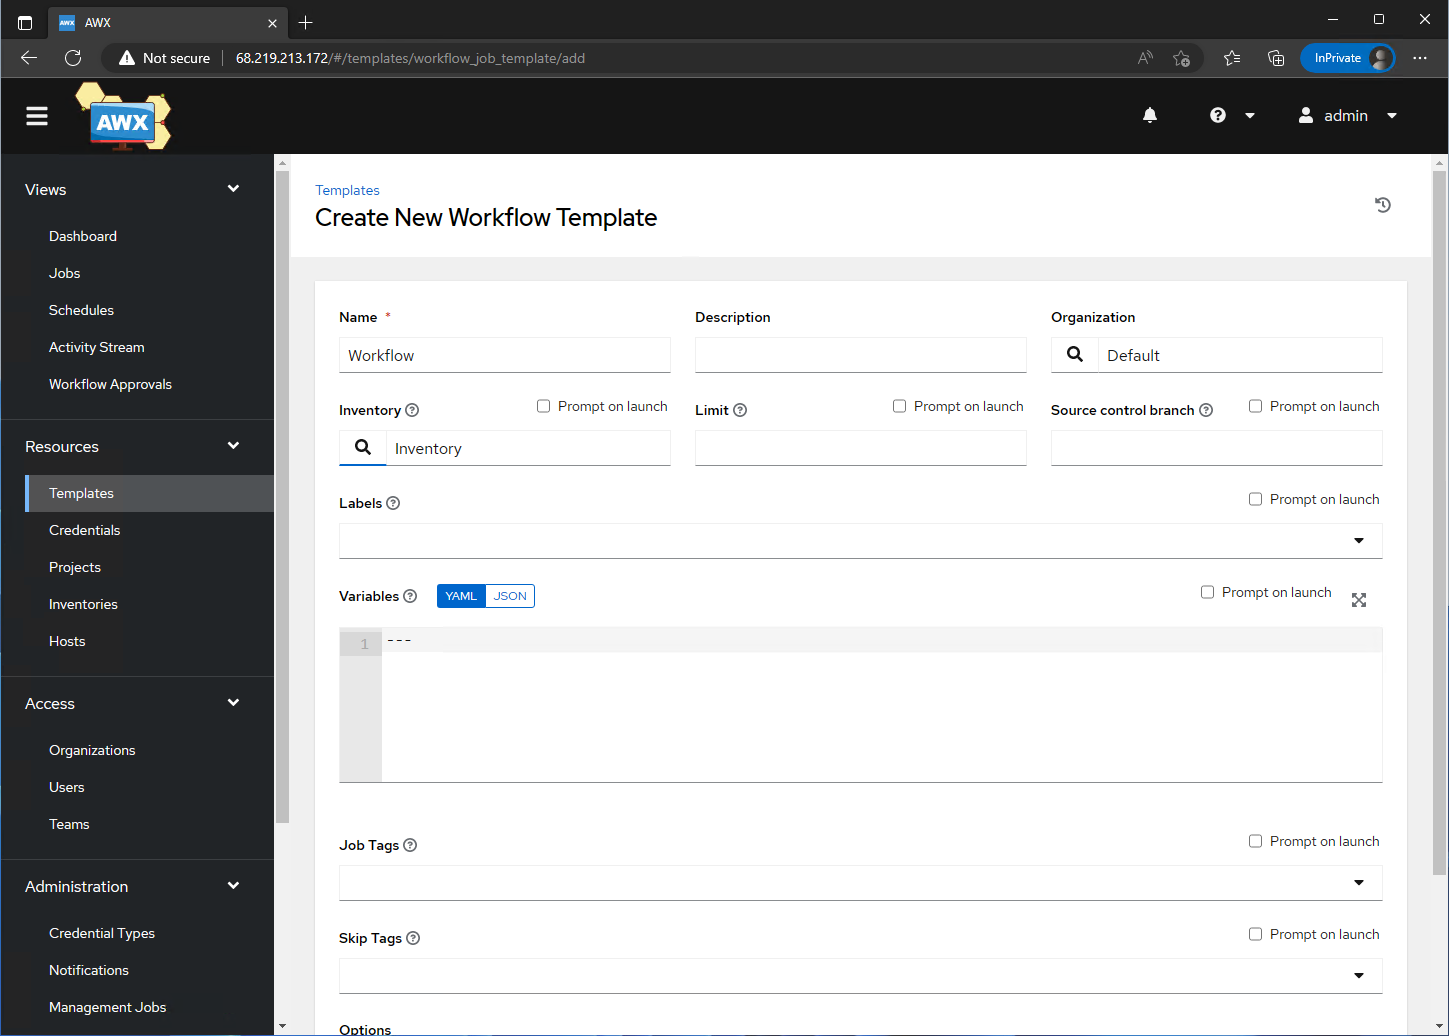 AWX
Not secure
68.219.213.172/#/templates/workflow_job_template/add
InPrivate
AWX
admin
Views
Dashboard
Jobs
Schedules
Activity Stream
Workflow Approvals
Resources
Templates
Credentials
Projects
Inventories
Hosts
Access
Organizations
Users
Teams
Administration
Credential Types
Notifications
Management Jobs
Templates
Create New Workflow Template
Name *
Description
Organization
Workflow
Default
Inventory
Prompt on launch
Limit
Prompt on launch
Source control branch
Prompt on launch
Inventory
Labels
Prompt on launch
Variables
YAML
JSON
Prompt on launch
1
---
Job Tags
Prompt on launch
Skip Tags
Prompt on launch
Options